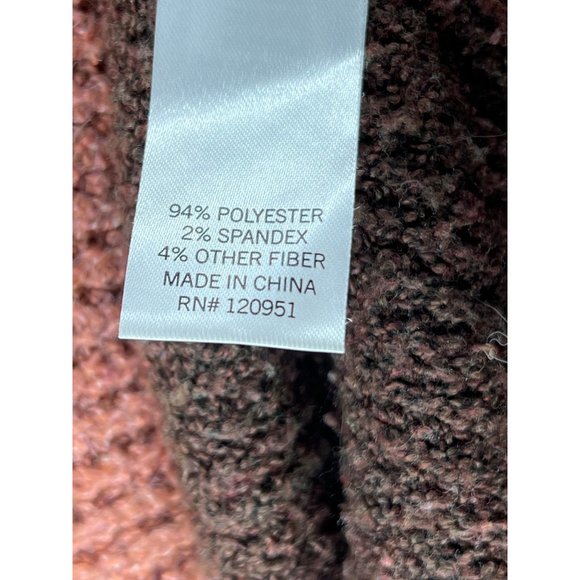 94% POLYESTER
2% SPANDEX
4% OTHER FIBER
MADE IN CHINA
RN# 120951